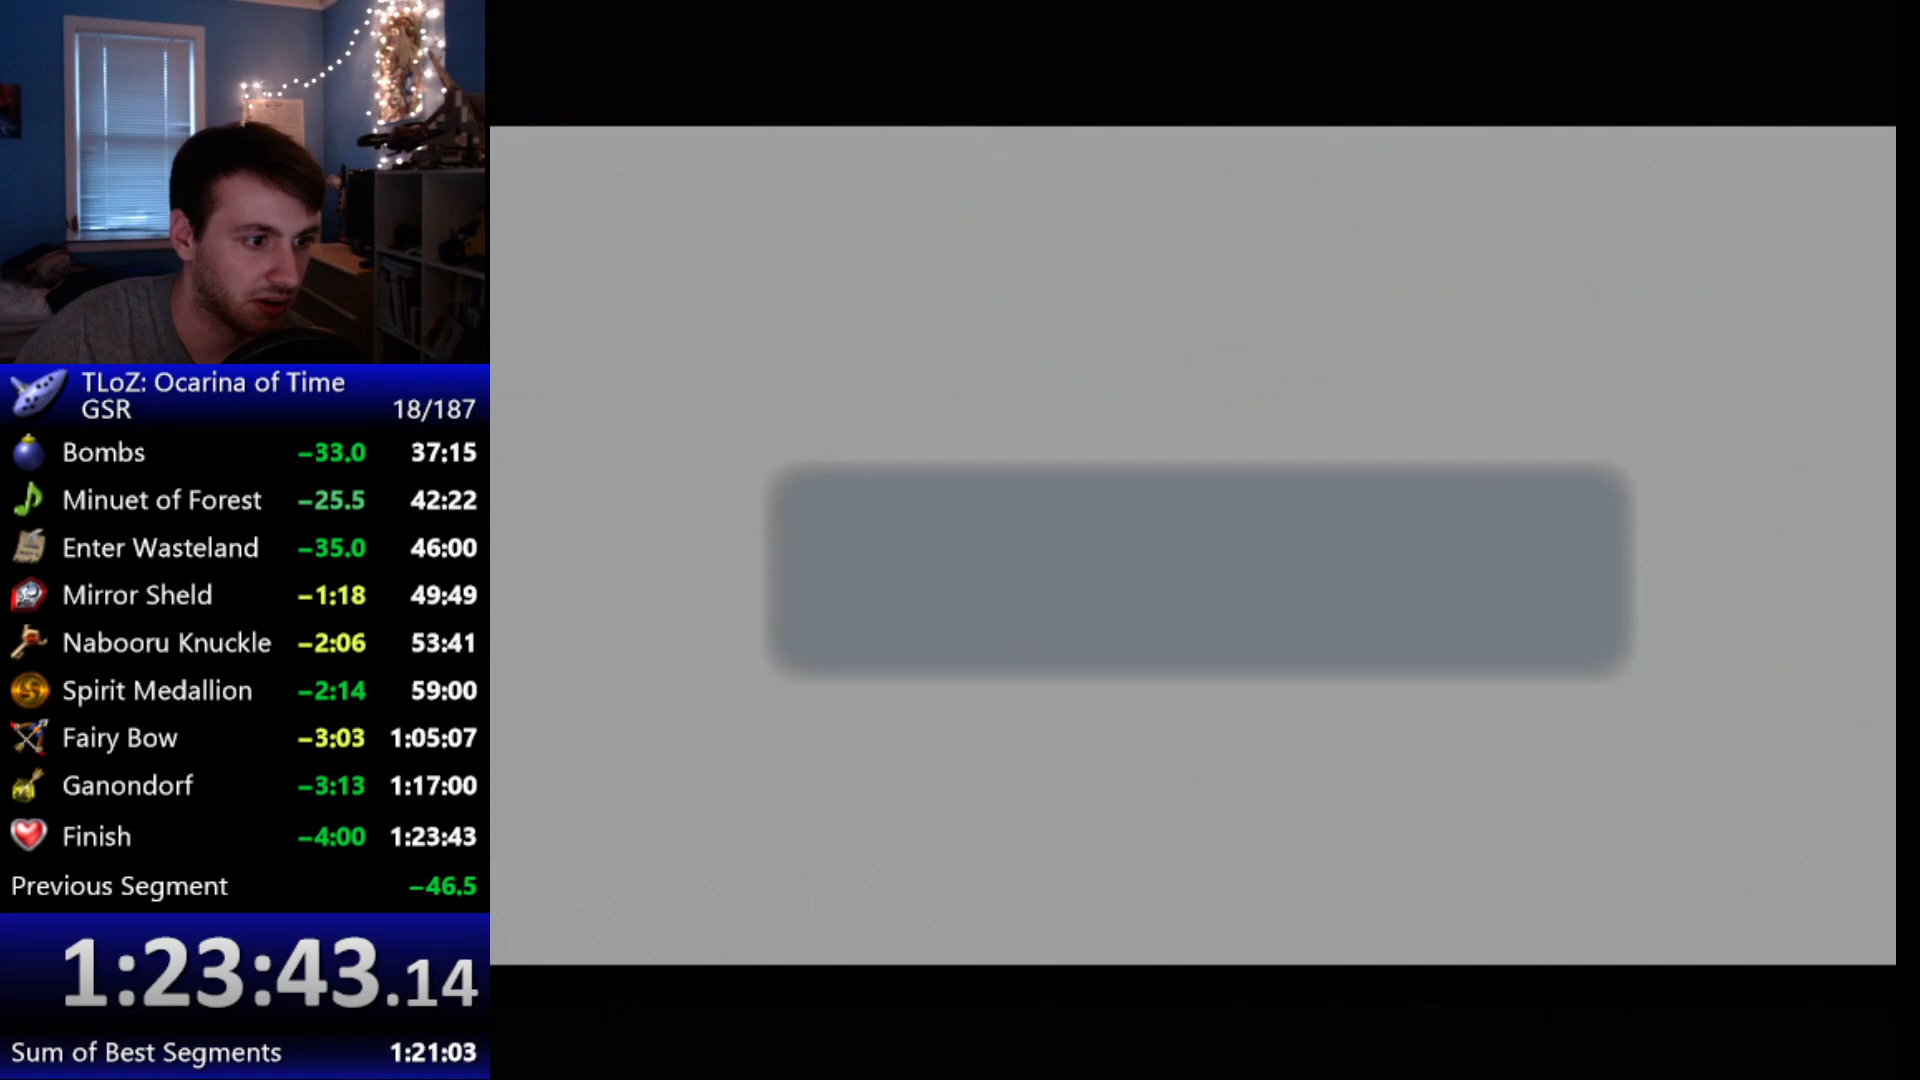 TLoZ: Ocarina of Time
GSR 18/187
Bombs −33.0 37:15
Minuet of Forest −25.5 42:22
Enter Wasteland −35.0 46:00
Mirror Sheld −1:18 49:49
Nabooru Knuckle −2:06 53:41
Spirit Medallion −2:14 59:00
Fairy Bow −3:03 1:05:07
Ganondorf −3:13 1:17:00
Finish −4:00 1:23:43
Previous Segment −46.5
1:23:43.14
Sum of Best Segments 1:21:03